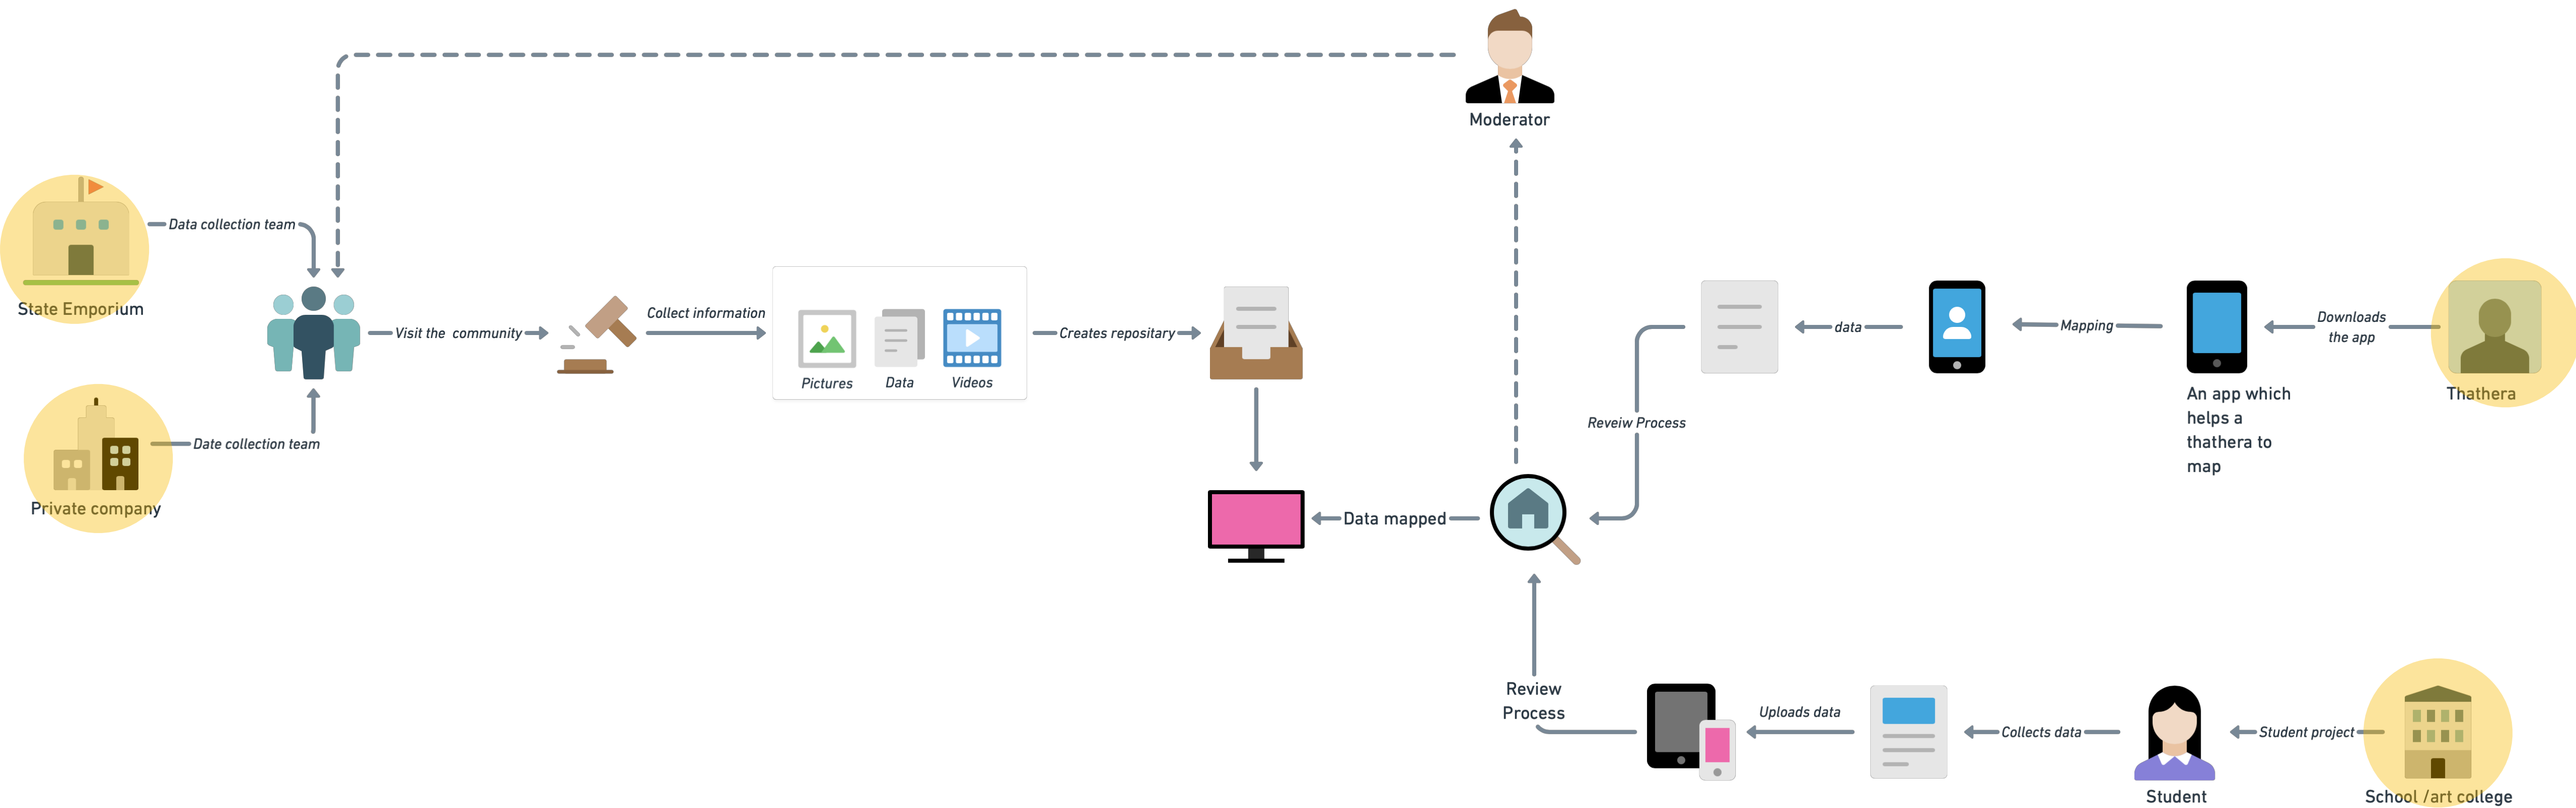 Moderator
Data collection team
State Emporium
Visit the  community
Collect information
Pictures
Data
Videos
Creates repositary
data
Mapping
Downloads
the app
An app which
helps a
thathera to
map
Thathera
Date collection team
Private company
Reveiw Process
Data mapped
Review
Process
Uploads data
Collects data
Student project
Student
School /art college